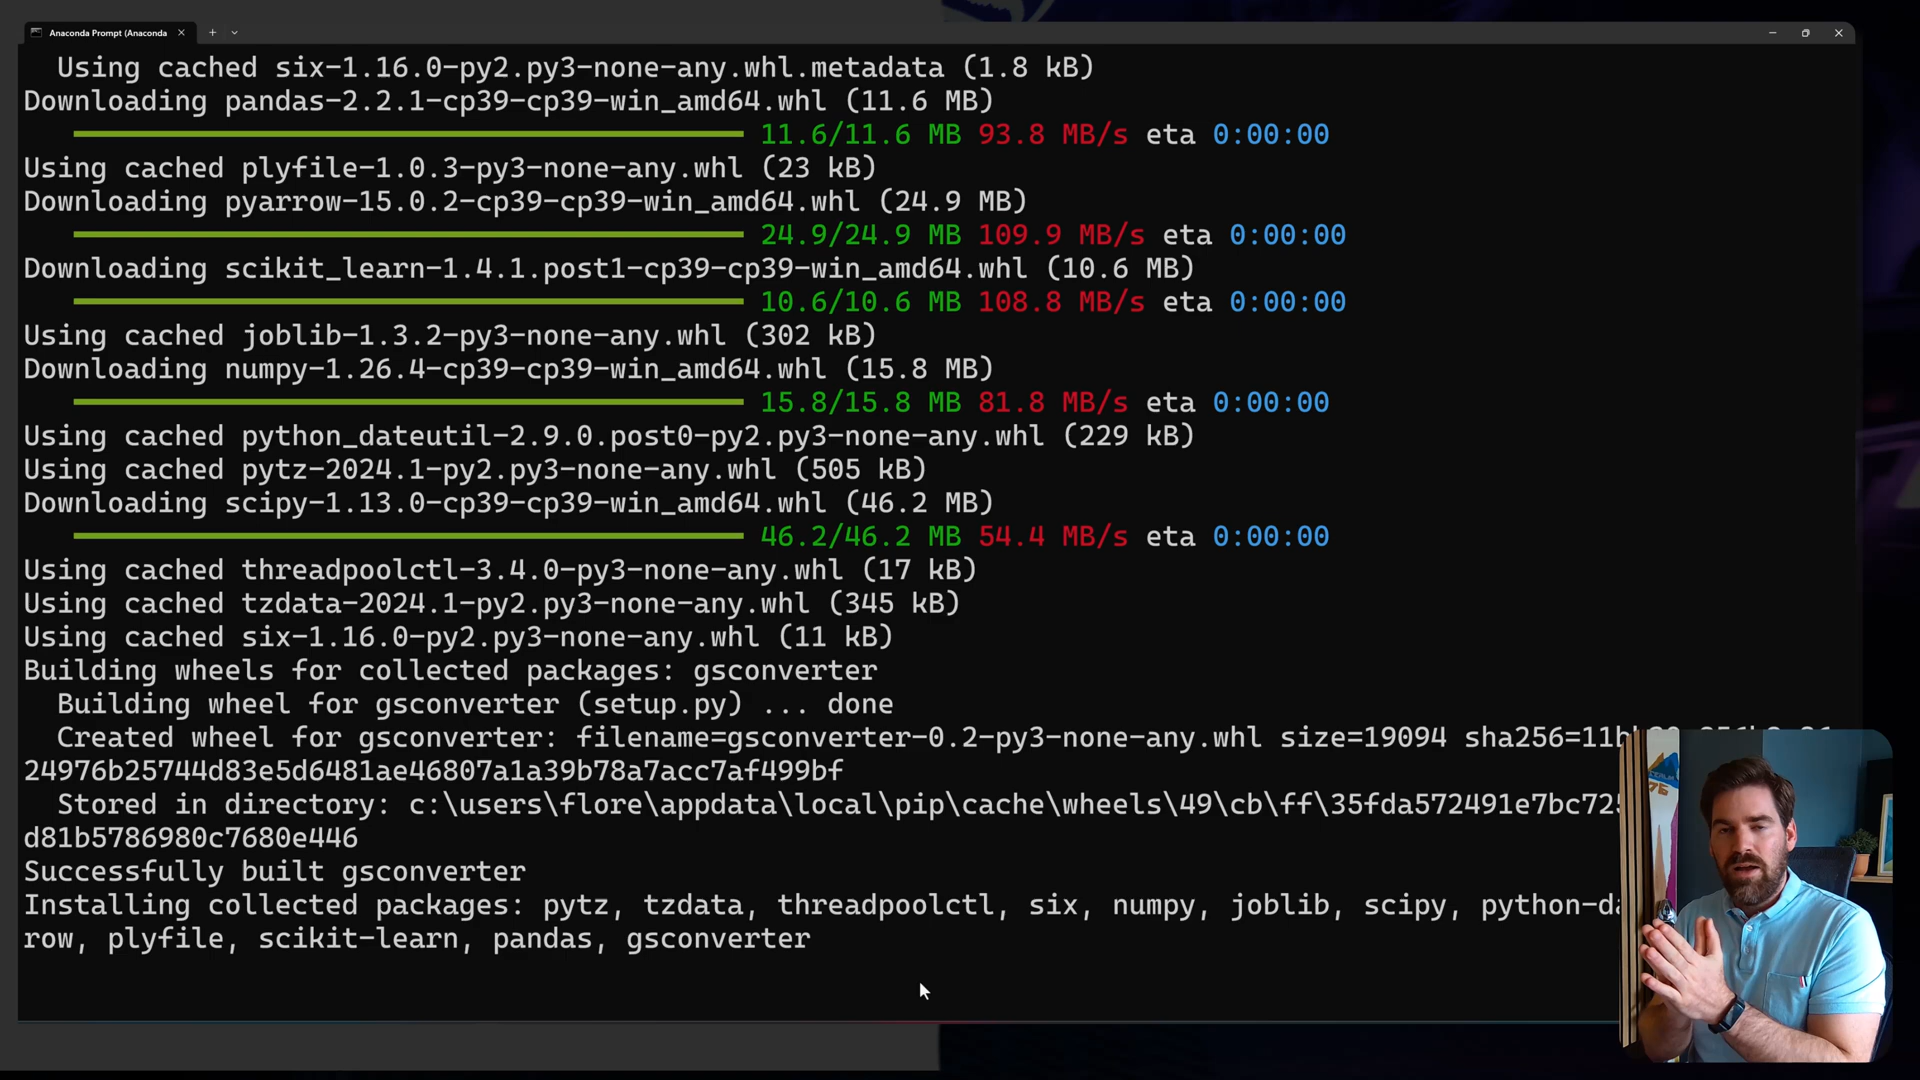 Anaconda Prompt (Anaconda
Using cached six-1.16.0-py2.py3-none-any.whl.metadata (1.8 kB)
Downloading pandas-2.2.1-cp39-cp39-win_amd64.whl (11.6 MB)
11.6/11.6 MB 93.8 MB/s eta 0:00:00
Using cached plyfile-1.0.3-py3-none-any.whl (23 kB)
Downloading pyarrow-15.0.2-cp39-cp39-win_amd64.whl (24.9 MB)
24.9/24.9 MB 109.9 MB/s eta 0:00:00
Downloading scikit_learn-1.4.1.post1-cp39-cp39-win_amd64.whl (10.6 MB)
10.6/10.6 MB 108.8 MB/s eta 0:00:00
Using cached joblib-1.3.2-py3-none-any.whl (302 kB)
Downloading numpy-1.26.4-cp39-cp39-win_amd64.whl (15.8 MB)
15.8/15.8 MB 81.8 MB/s eta 0:00:00
Using cached python_dateutil-2.9.0.post0-py2.py3-none-any.whl (229 kB)
Using cached pytz-2024.1-py2.py3-none-any.whl (505 kB)
Downloading scipy-1.13.0-cp39-cp39-win_amd64.whl (46.2 MB)
46.2/46.2 MB 54.4 MB/s eta 0:00:00
Using cached threadpoolctl-3.4.0-py3-none-any.whl (17 kB)
Using cached tzdata-2024.1-py2.py3-none-any.whl (345 kB)
Using cached six-1.16.0-py2.py3-none-any.whl (11 kB)
Building wheels for collected packages: gsconverter
Building wheel for gsconverter (setup.py) ... done
Created wheel for gsconverter: filename=gsconverter-0.2-py3-none-any.whl size=19094
24976b25744d83e5d6481ae46807a1a39b78a7acc7af499bf
Stored in directory: c:\users\flore\appdata\local\pip\cache\wheels\49\cb\ff\35fda572491e7bc725
d81b5786980c7680e446
Successfully built gsconverter
Installing collected packages: pytz, tzdata, threadpoolctl, six, numpy, joblib, scipy, python-da
row, plyfile, scikit-learn, pandas, gsconverter